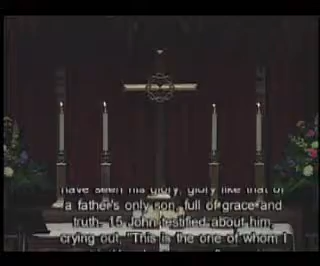 have seen his glory, glory like that of
a father's only son, full of grace and
truth- 15 John testified about him,
crying out, "This is the one of whom I